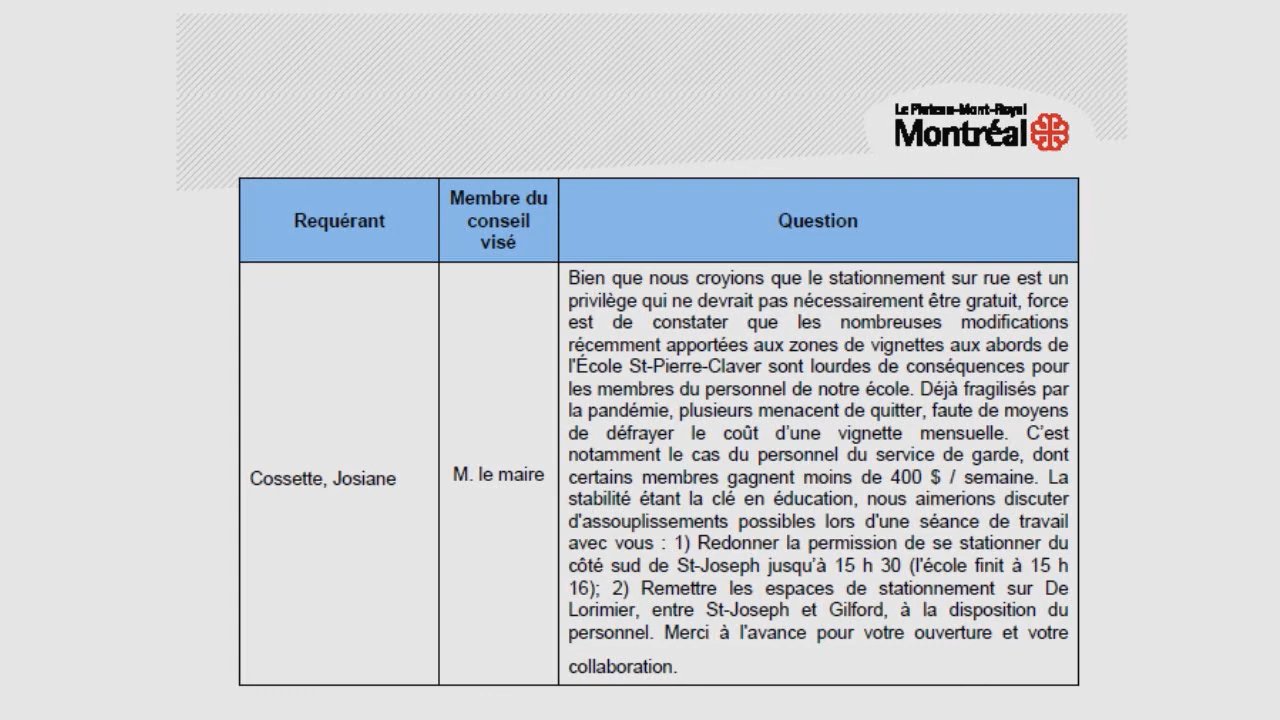 Le Plateau-Mont-Royal
Montréal
Requérant
Membre du
conseil
visé
Question
Cossette, Josiane
M. le maire
Bien que nous croyions que le stationnement sur rue est un
privilège qui ne devrait pas nécessairement être gratuit, force
est de constater que les nombreuses modifications
récemment apportées aux zones de vignettes aux abords de
l'École St-Pierre-Claver sont lourdes de conséquences pour
les membres du personnel de notre école. Déjà fragilisés par
la pandémie, plusieurs menacent de quitter, faute de moyens
de défrayer le coût d'une vignette mensuelle. C'est
notamment le cas du personnel du service de garde, dont
certains membres gagnent moins de 400 $ / semaine. La
stabilité étant la clé en éducation, nous aimerions discuter
d'assouplissements possibles lors d'une séance de travail
avec vous : 1) Redonner la permission de se stationner du
côté sud de St-Joseph jusqu'à 15 h 30 (l'école finit à 15 h
16); 2) Remettre les espaces de stationnement sur De
Lorimier, entre St-Joseph et Gilford, à la disposition du
personnel. Merci à l'avance pour votre ouverture et votre
collaboration.